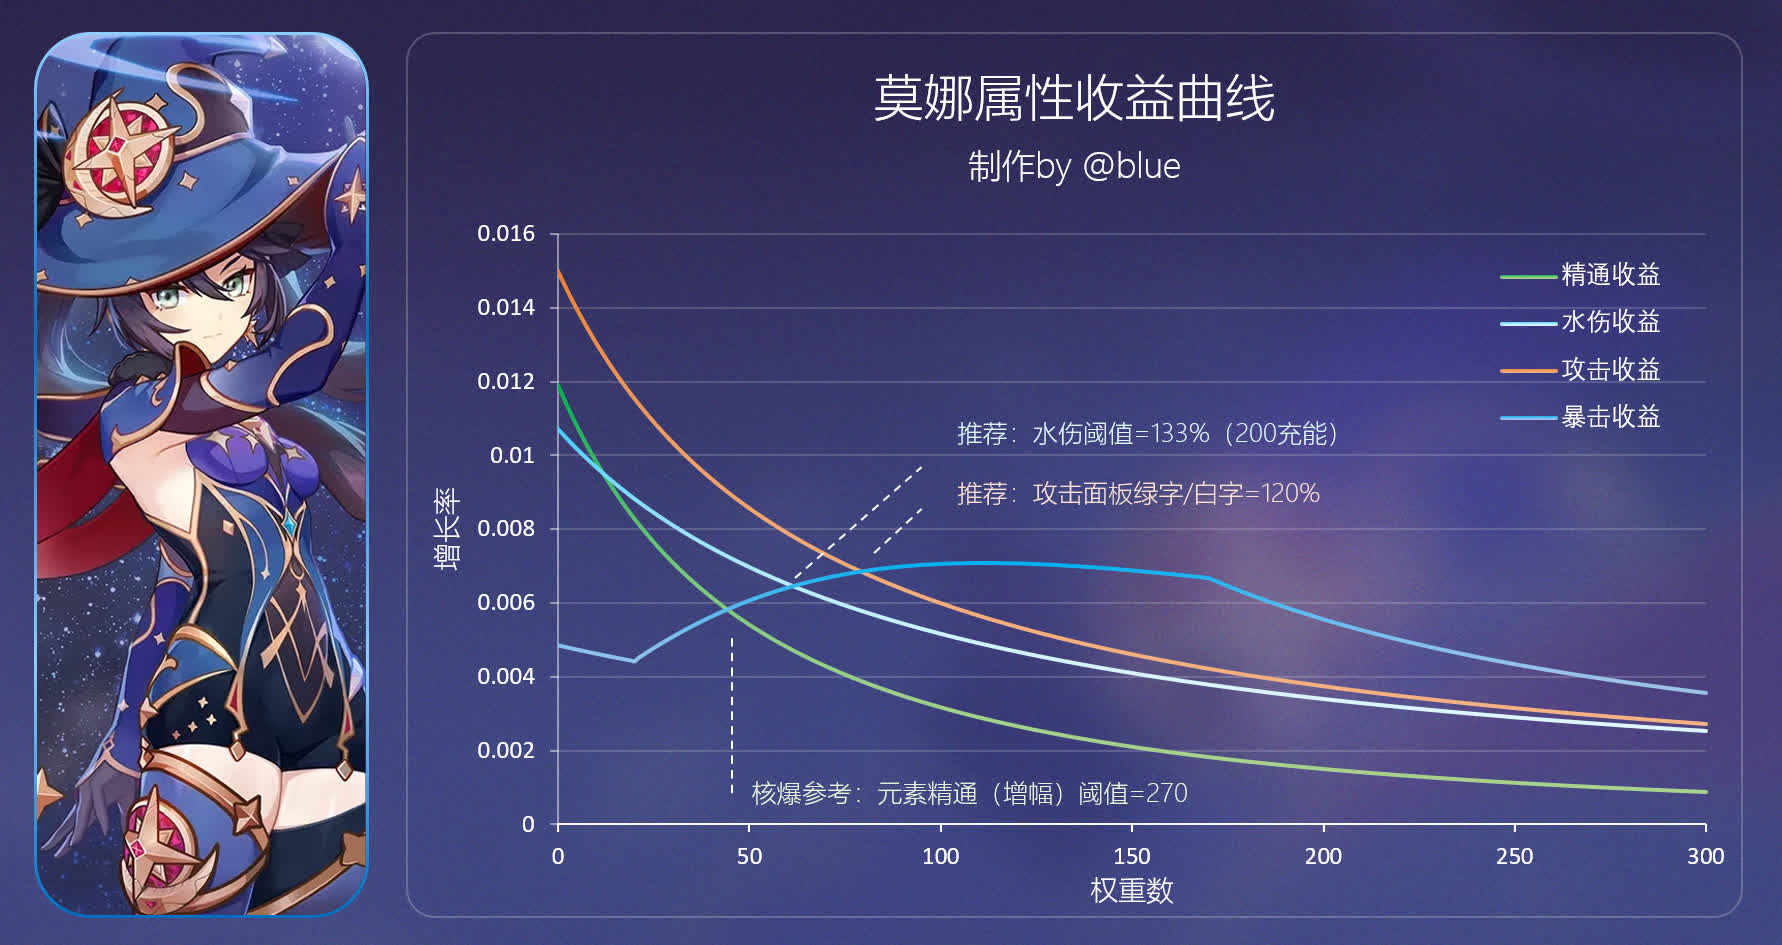 莫娜属性收益曲线
制作by @blue
0.016
0.014
0.012
0.01
0.008
0.006
0.004
0.002
0
增长率
精通收益
水伤收益
攻击收益
暴击收益
推荐：水伤阈值=133%（200充能）
推荐：攻击面板绿字/白字=120%
核爆参考：元素精通（增幅）阈值=270
0 50 100 150 200 250 300
权重数